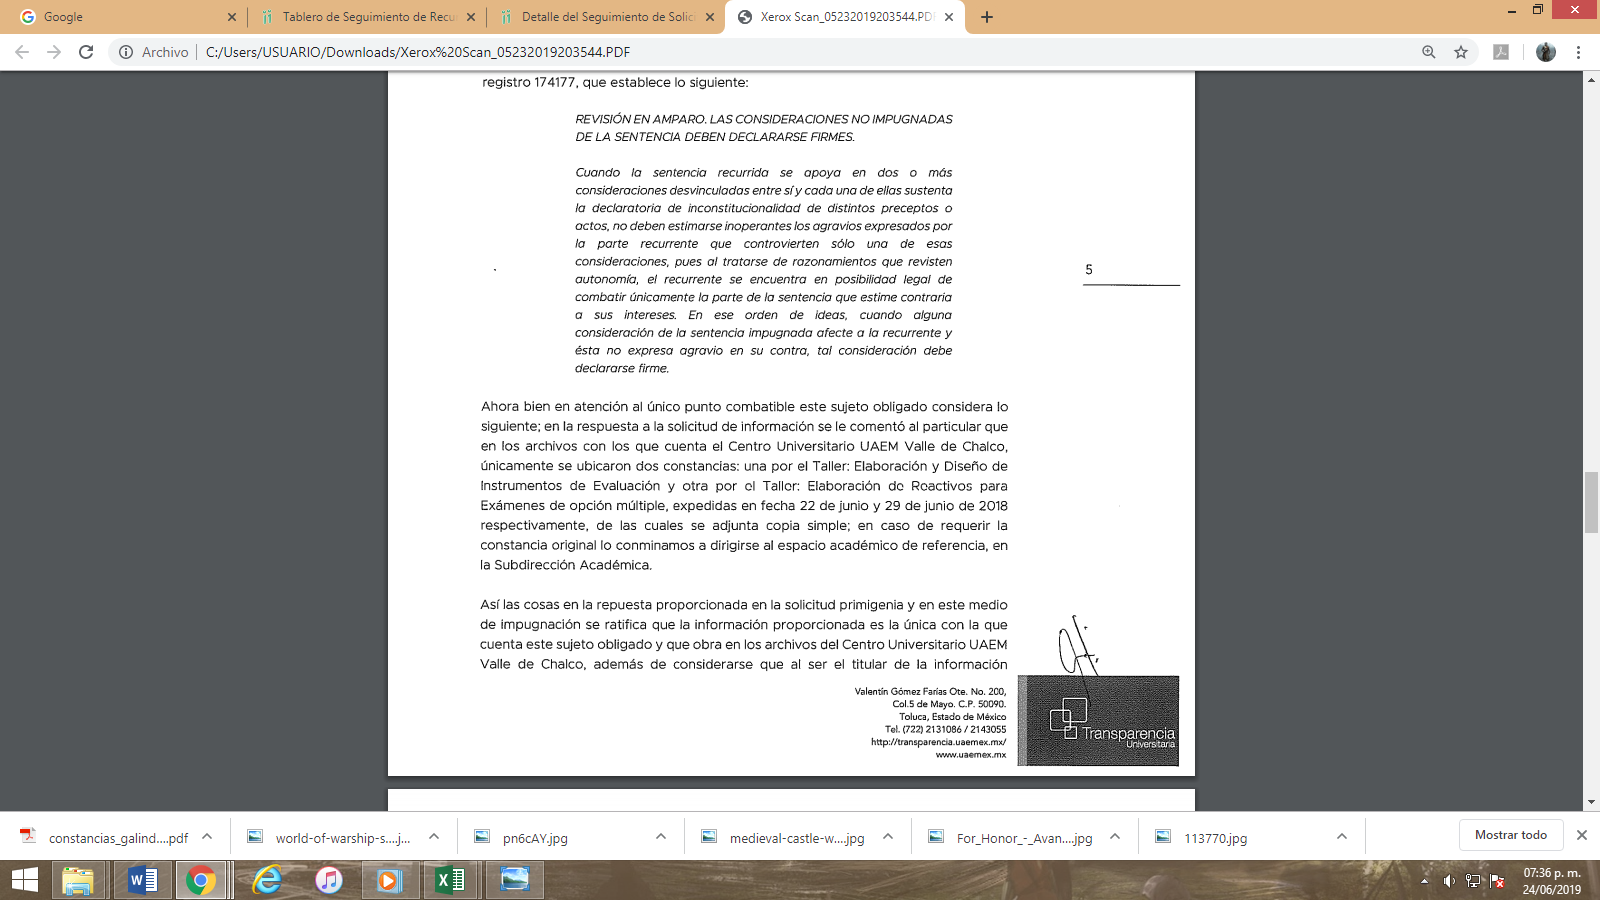 Google
Tablero de Seguimiento de Recu
Detalle del Seguimiento de Solici
Xerox Scan_05232019203544.PDF
Archivo
C:/Users/USUARIO/Downloads/Xerox%20Scan_05232019203544.PDF
registro 174177, que establece lo siguiente:
REVISIÓN EN AMPARO. LAS CONSIDERACIONES NO IMPUGNADAS
DE LA SENTENCIA DEBEN DECLARARSE FIRMES.
Cuando la sentencia recurrida se apoya en dos o más
consideraciones desvinculadas entre sí y cada una de ellas sustenta
la declaratoria de inconstitucionalidad de distintos preceptos o
actos, no deben estimarse inoperantes los agravios expresados por
la parte recurrente que controvierten sólo una de esas
consideraciones, pues al tratarse de razonamientos que revisten
autonomía, el recurrente se encuentra en posibilidad legal de
combatir únicamente la parte de la sentencia que estime contraria
a sus intereses. En ese orden de ideas, cuando alguna
consideración de la sentencia impugnada afecte a la recurrente y
ésta no expresa agravio en su contra, tal consideración debe
declararse firme.
5
Ahora bien en atención al único punto combatible este sujeto obligado considera lo
siguiente; en la respuesta a la solicitud de información se le comentó al particular que
en los archivos con los que cuenta el Centro Universitario UAEM Valle de Chalco,
únicamente se ubicaron dos constancias: una por el Taller: Elaboración y Diseño de
Instrumentos de Evaluación y otra por el Taller: Elaboración de Reactivos para
Exámenes de opción múltiple, expedidas en fecha 22 de junio y 29 de junio de 2018
respectivamente, de las cuales se adjunta copia simple; en caso de requerir la
constancia original lo conminamos a dirigirse al espacio académico de referencia, en
la Subdirección Académica.
Así las cosas en la repuesta proporcionada en la solicitud primigenia y en este medio
de impugnación se ratifica que la información proporcionada es la única con la que
cuenta este sujeto obligado y que obra en los archivos del Centro Universitario UAEM
Valle de Chalco, además de considerarse que al ser el titular de la información
Valentín Gómez Farías Ote. No. 200,
Col.5 de Mayo. C.P. 50090.
Toluca, Estado de México
Tel. (722) 2131086 / 2143055
http://transparencia.uaemex.mx/
www.uaemex.mx
Transparencia
Universitaria
constancias_galind....pdf
world-of-warship-s....j...
pn6cAY.jpg
medieval-castle-w....jpg
For_Honor_-_Avan....jpg
113770.jpg
Mostrar todo
07:36 p. m.
24/06/2019